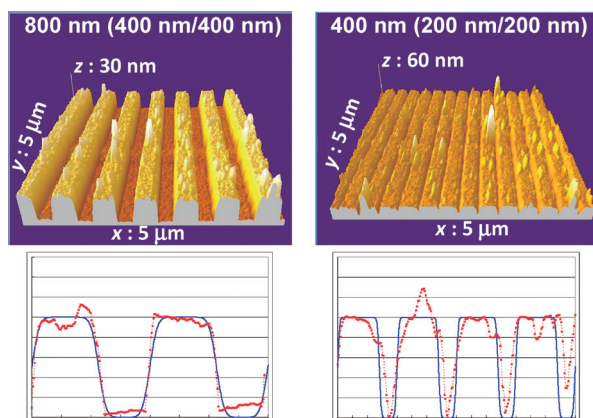 800 nm (400 nm/400 nm)
z : 30 nm
y : 5 μm
x : 5 μm
400 nm (200 nm/200 nm)
z : 60 nm
y : 5 μm
x : 5 μm